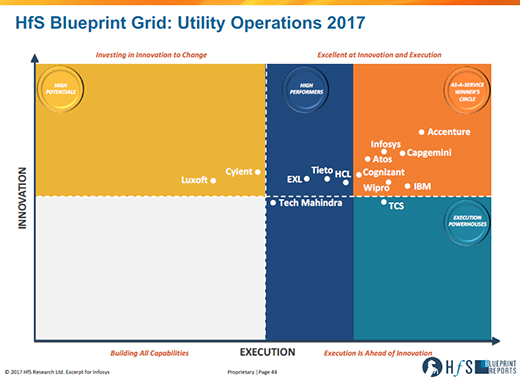 HfS Blueprint Grid: Utility Operations 2017
Investing in Innovation to Change
Excellent at Innovation and Execution
HIGH
POTENTIALS
HIGH
PERFORMERS
AS-A-SERVICE
WINNER'S
CIRCLE
Accenture
Infosys
Capgemini
Atos
Cylent
Tieto
Cognizant
Luxoft
EXL
HCL
Wipro
IBM
Tech Mahindra
TCS
EXECUTION
POWERHOUSES
INNOVATION
Building All Capabilities
EXECUTION
Execution Is Ahead of Innovation
© 2017 HfS Research Ltd. Excerpt for Infosys
Proprietary | Page 44
HfS
BLUEPRINT
REPORTS